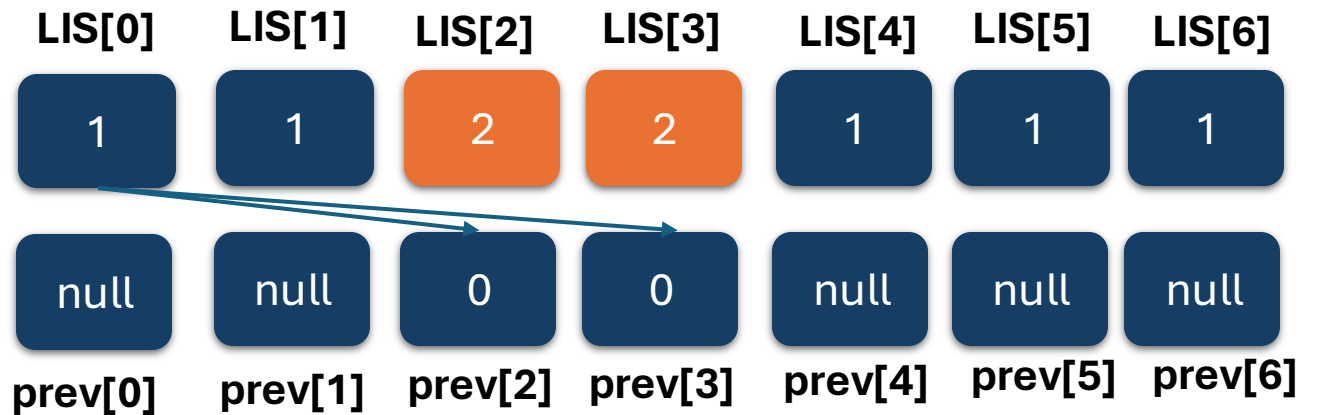 LIS[0] LIS[1] LIS[2] LIS[3] LIS[4] LIS[5] LIS[6]
1 1 2 2 1 1 1
null null 0 0 null null null
prev[0] prev[1] prev[2] prev[3] prev[4] prev[5] prev[6]